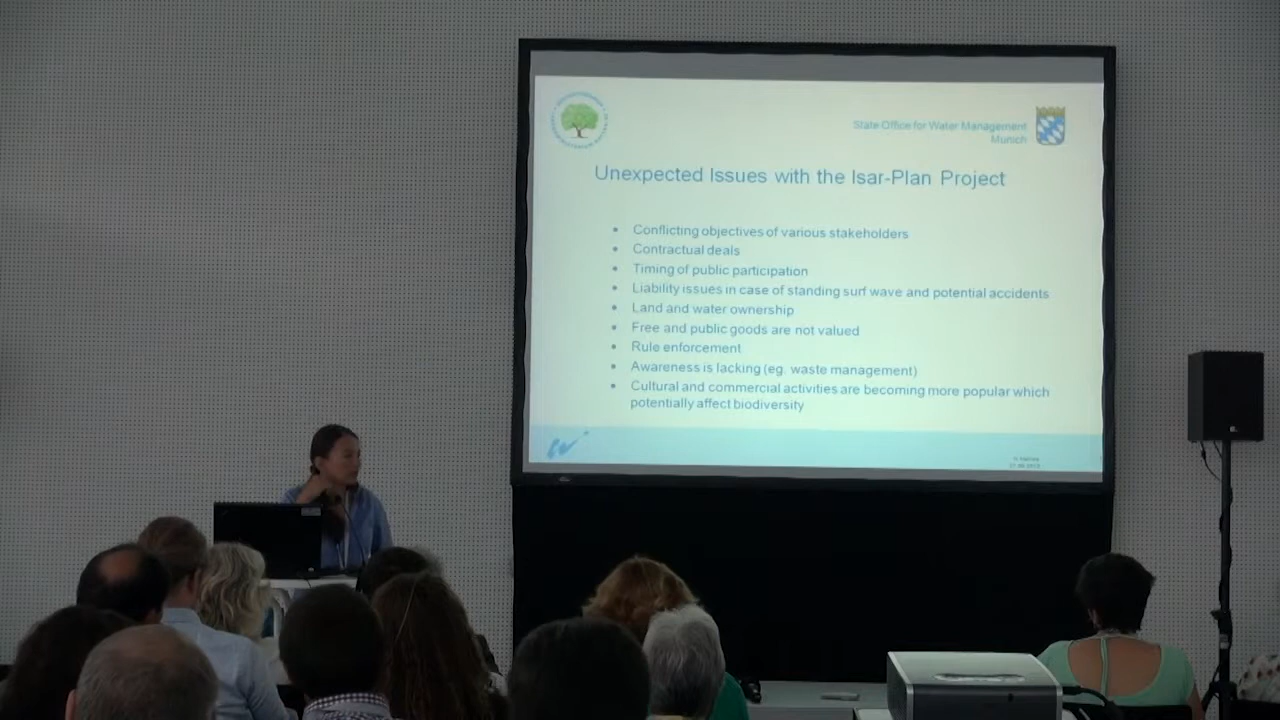 State Office for Water Management
Munich
Unexpected Issues with the Isar-Plan Project
• Conflicting objectives of various stakeholders
• Contractual deals
• Timing of public participation
• Liability issues in case of standing surf wave and potential accidents
• Land and water ownership
• Free and public goods are not valued
• Rule enforcement
• Awareness is lacking (eg. waste management)
• Cultural and commercial activities are becoming more popular which
potentially affect biodiversity